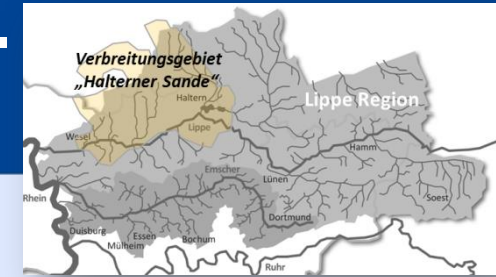 Verbreitungsgebiet
„Halterner Sande“
Haltern
Lippe Region
Lippe
Wesel
Hamm
Emscher
Lünen
Rhein
Soest
Dortmund
Duisburg
Essen
Bochum
Mülheim
Ruhr